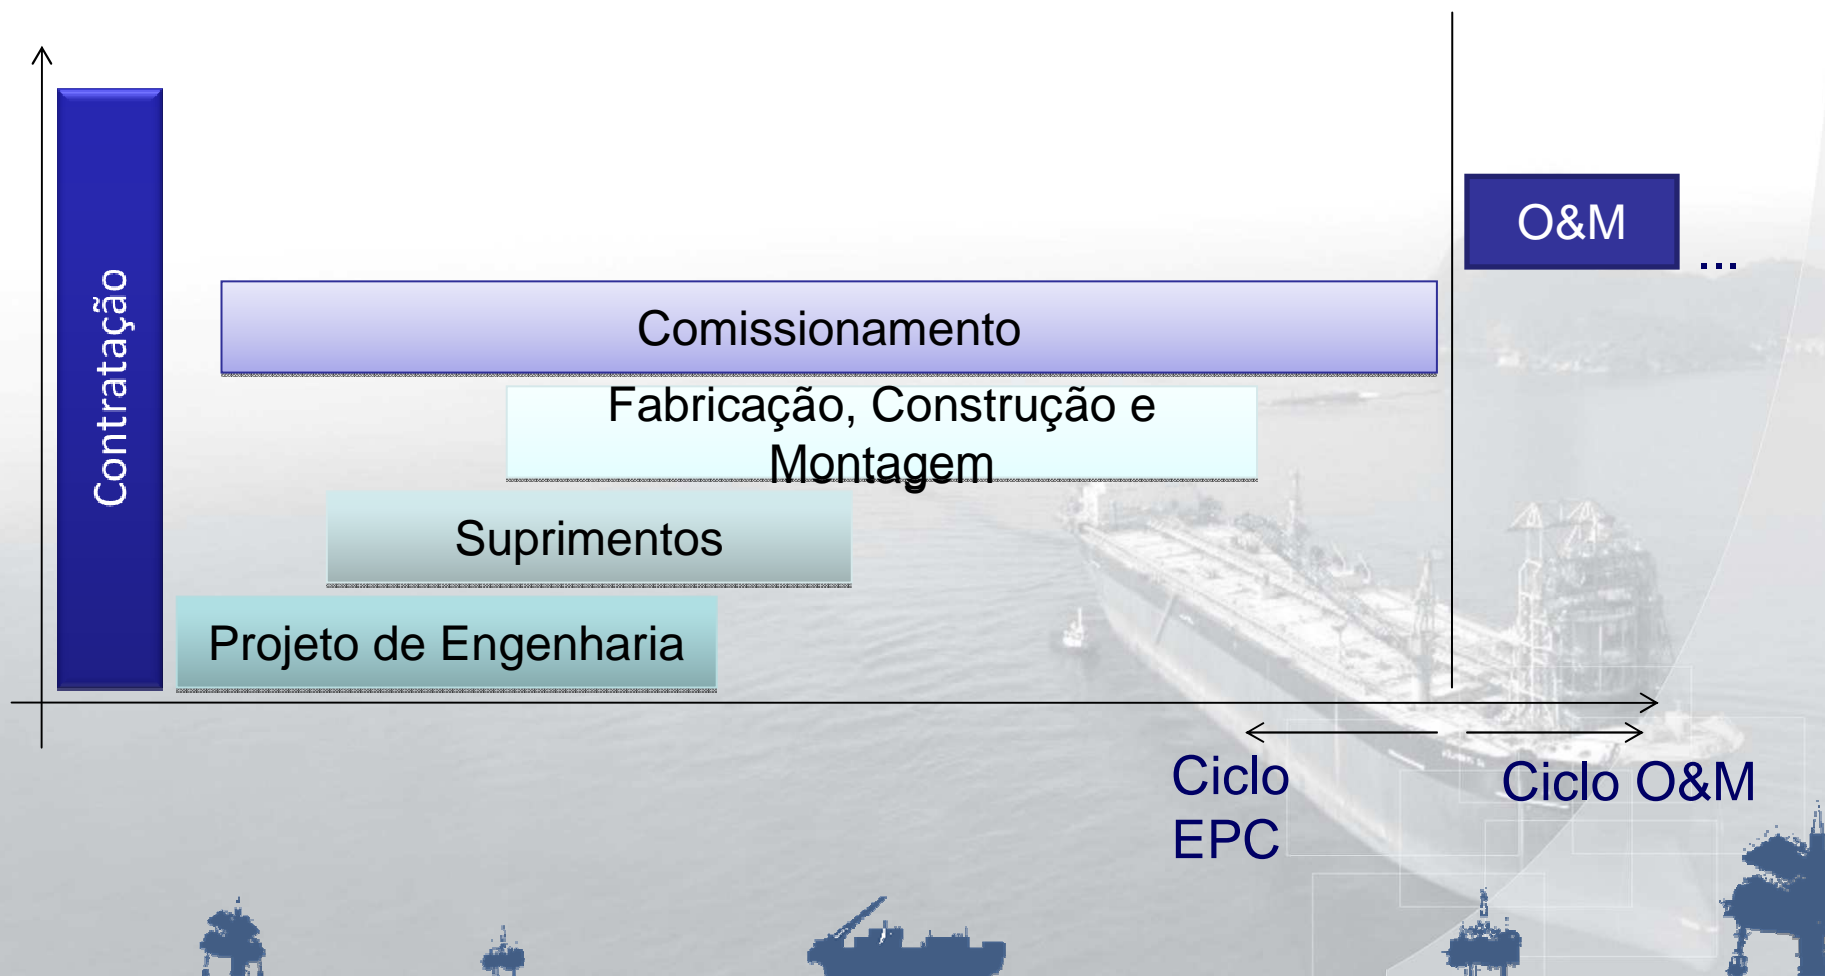 Contratação
O&M
...
Comissionamento
Fabricação, Construção e
Montagem
Suprimentos
Projeto de Engenharia
Ciclo
EPC
Ciclo O&M